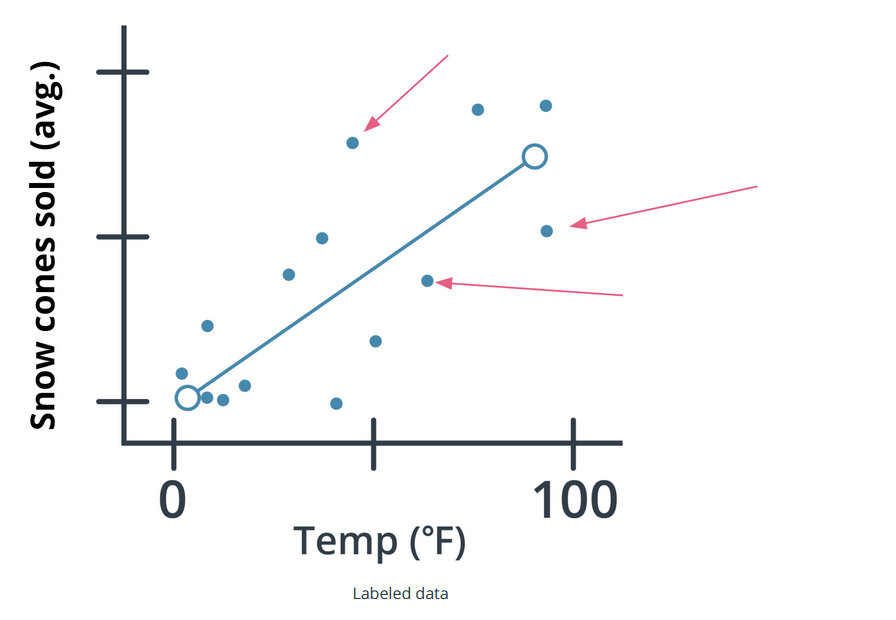 Snow cones sold (avg.)
0
100
Temp (°F)
Labeled data